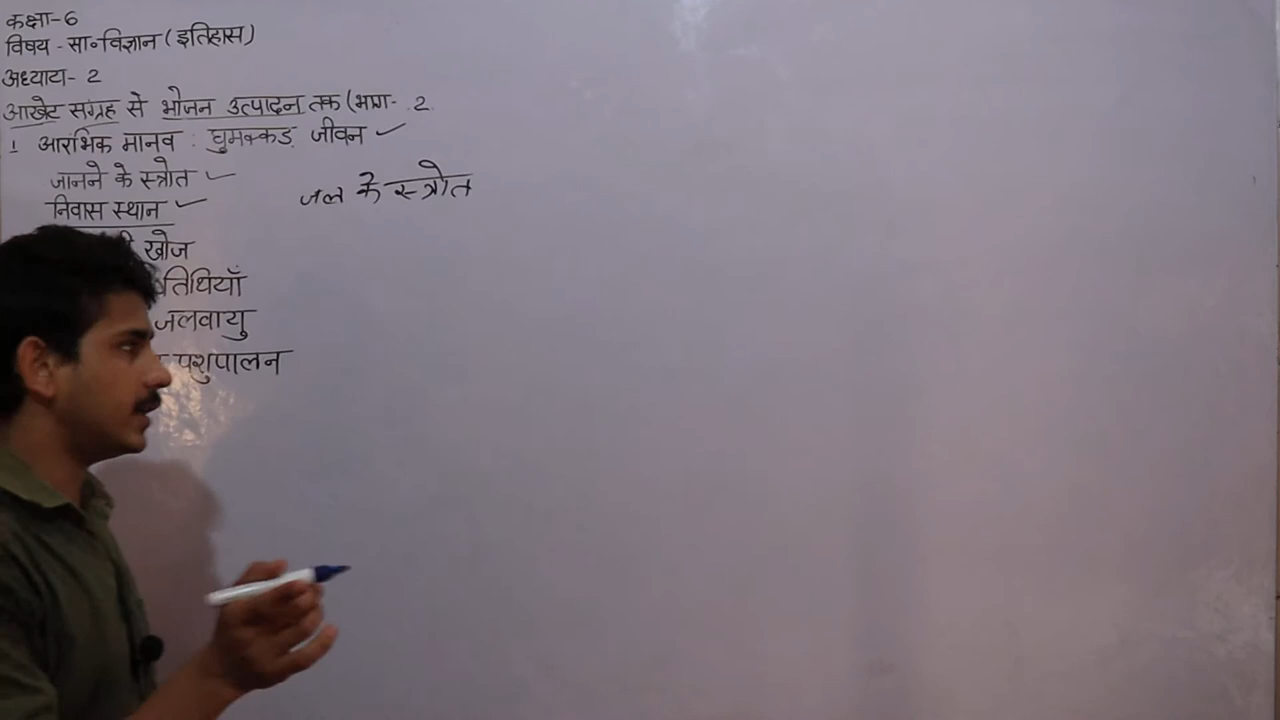 कक्षा-6
विषय - सा॰विज्ञान (इतिहास)
अध्याय- 2
आखेट संग्रह से भोजन उत्पादन तक (भाग- 2
1 आरंभिक मानव : घुमक्कड़ जीवन ✓
जानने के स्त्रोत ✓
निवास स्थान ✓
जल के स्त्रोत
खोज
तिथियाँ
जलवायु
पशुपालन